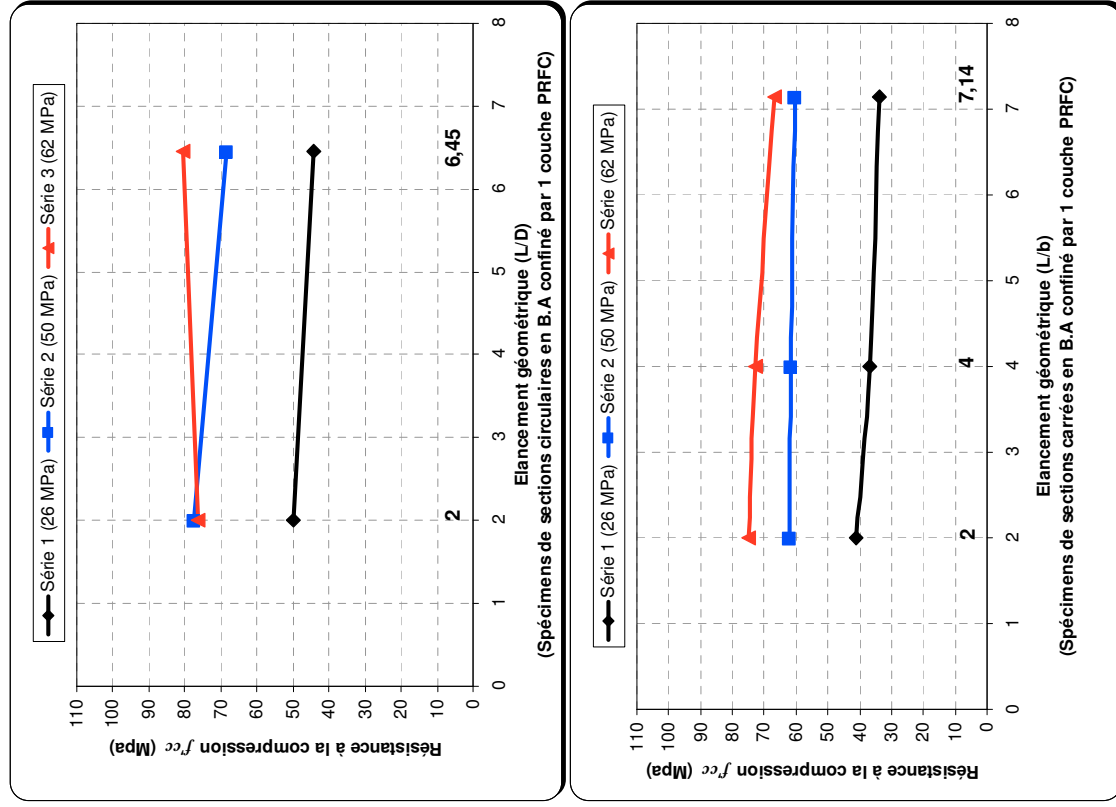 Série 1 (26 MPa) Série 2 (50 MPa) Série 3 (62 MPa)
110
100
90
80
70
60
50
40
30
20
10
0
Résistance à la compression f'cc (Mpa)
2
6,45
0 1 2 3 4 5 6 7 8
Elancement géométrique (L/D)
(Spécimens de sections circulaires en B.A confiné par 1 couche PRFC)
Série 1 (26 MPa) Série 2 (50 MPa) Série (62 MPa)
110
100
90
80
70
60
50
40
30
20
10
0
Résistance à la compression f'cc (Mpa)
2
4
7,14
0 1 2 3 4 5 6 7 8
Elancement géométrique (L/b)
(Spécimens de sections carrées en B.A confiné par 1 couche PRFC)